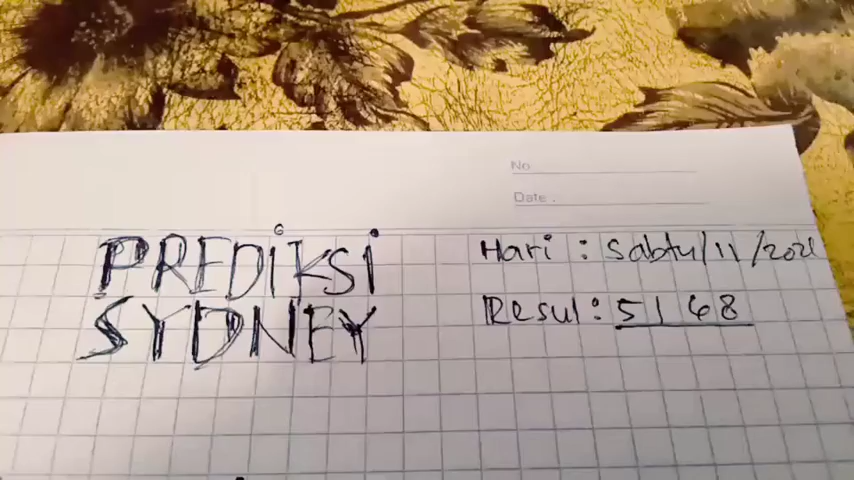 No
Date.
PREDiKSi
SYDNEY
Hari : Sabtu/11/2021
Resul: 5168